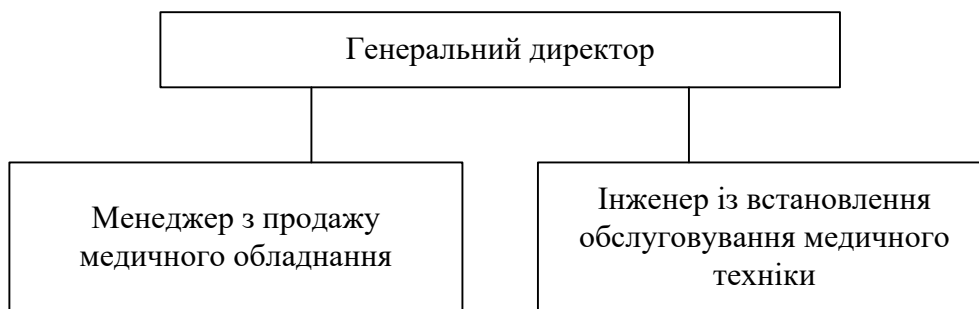 Генеральний директор
Менеджер з продажу
медичного обладнання
Інженер із встановлення
обслуговування медичного
техніки